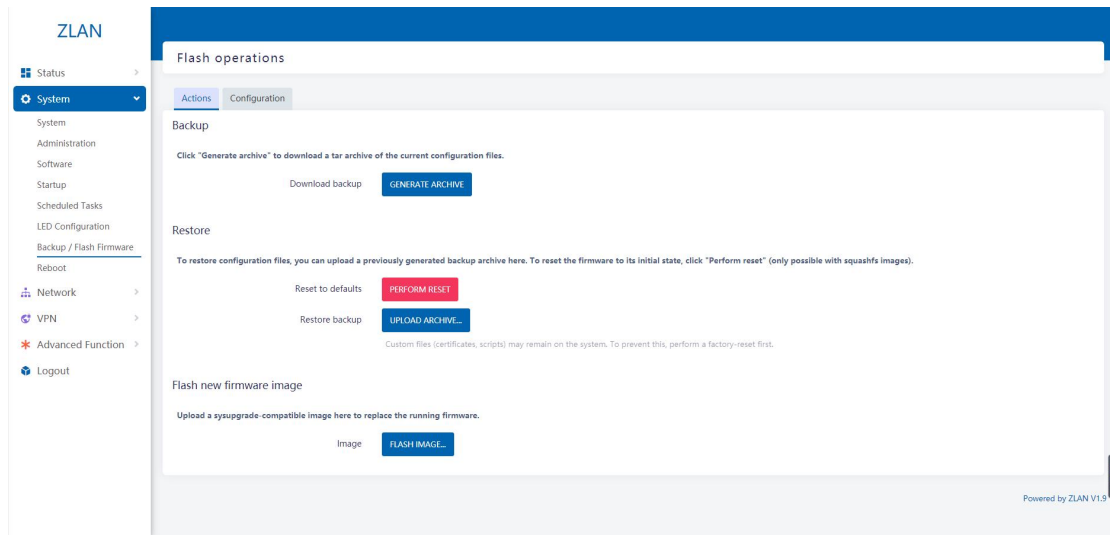 ZLAN
Status
System
System
Administration
Software
Startup
Scheduled Tasks
LED Configuration
Backup / Flash Firmware
Reboot
Network
VPN
Advanced Function
Logout
Flash operations
Actions Configuration
Backup
Click "Generate archive" to download a tar archive of the current configuration files.
Download backup GENERATE ARCHIVE
Restore
To restore configuration files, you can upload a previously generated backup archive here. To reset the firmware to its initial state, click "Perform reset" (only possible with squashfs images).
Reset to defaults PERFORM RESET
Restore backup UPLOAD ARCHIVE...
Custom files (certificates, scripts) may remain on the system. To prevent this, perform a factory-reset first.
Flash new firmware image
Upload a sysupgrade-compatible image here to replace the running firmware.
Image FLASH IMAGE...
Powered by ZLAN V1.9